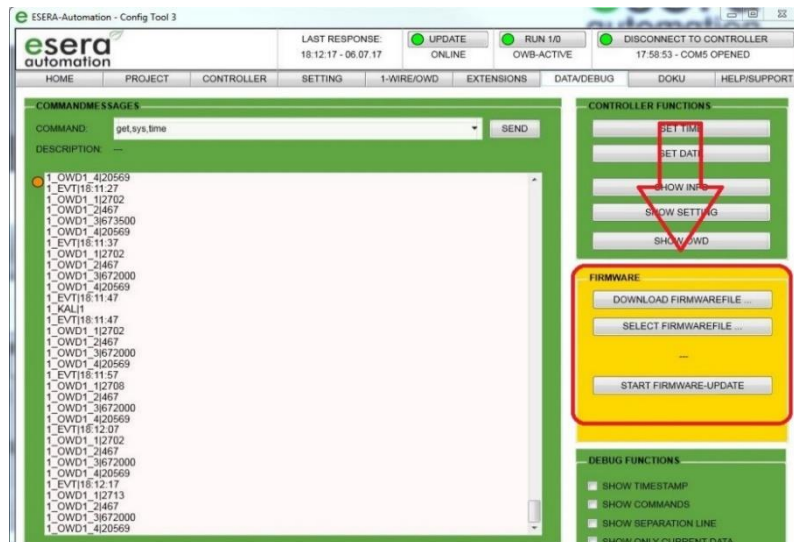 ESERA-Automation - Config Tool 3
esera
automation
LAST RESPONSE:
18:12:17 - 06.07.17
UPDATE
ONLINE
RUN 1/0
OWB-ACTIVE
DISCONNECT TO CONTROLLER
17:58:53 - COM5 OPENED
HOME PROJECT CONTROLLER SETTING 1-WIRE/OWD EXTENSIONS DATA/DEBUG DOKU HELP/SUPPORT
COMMANDMESSAGES
COMMAND: get,sys,time SEND
DESCRIPTION: ---
1_OWD1_4|20569
1_EVT|18:11:27
1_OWD1_1|2702
1_OWD1_2|467
1_OWD1_3|673500
1_OWD1_4|20569
1_EVT|18:11:37
1_OWD1_1|2702
1_OWD1_2|467
1_OWD1_3|672000
1_OWD1_4|20569
1_EVT|18:11:47
1_KAL|1
1_EVT|18:11:47
1_OWD1_1|2702
1_OWD1_2|467
1_OWD1_3|672000
1_OWD1_4|20569
1_EVT|18:11:57
1_OWD1_1|2708
1_OWD1_2|467
1_OWD1_3|672000
1_OWD1_4|20569
1_EVT|18:12:07
1_OWD1_1|2702
1_OWD1_2|467
1_OWD1_3|672000
1_OWD1_4|20569
1_EVT|18:12:17
1_OWD1_1|2713
1_OWD1_2|467
1_OWD1_3|672000
1_OWD1_4|20569
CONTROLLER FUNCTIONS
SET TIME
SET DATE
SHOW INFO
SHOW SETTING
SHOW OWD
FIRMWARE
DOWNLOAD FIRMWAREFILE ...
SELECT FIRMWAREFILE ...
---
START FIRMWARE-UPDATE
DEBUG FUNCTIONS
SHOW TIMESTAMP
SHOW COMMANDS
SHOW SEPARATION LINE
SHOW ONLY CURRENT DATA